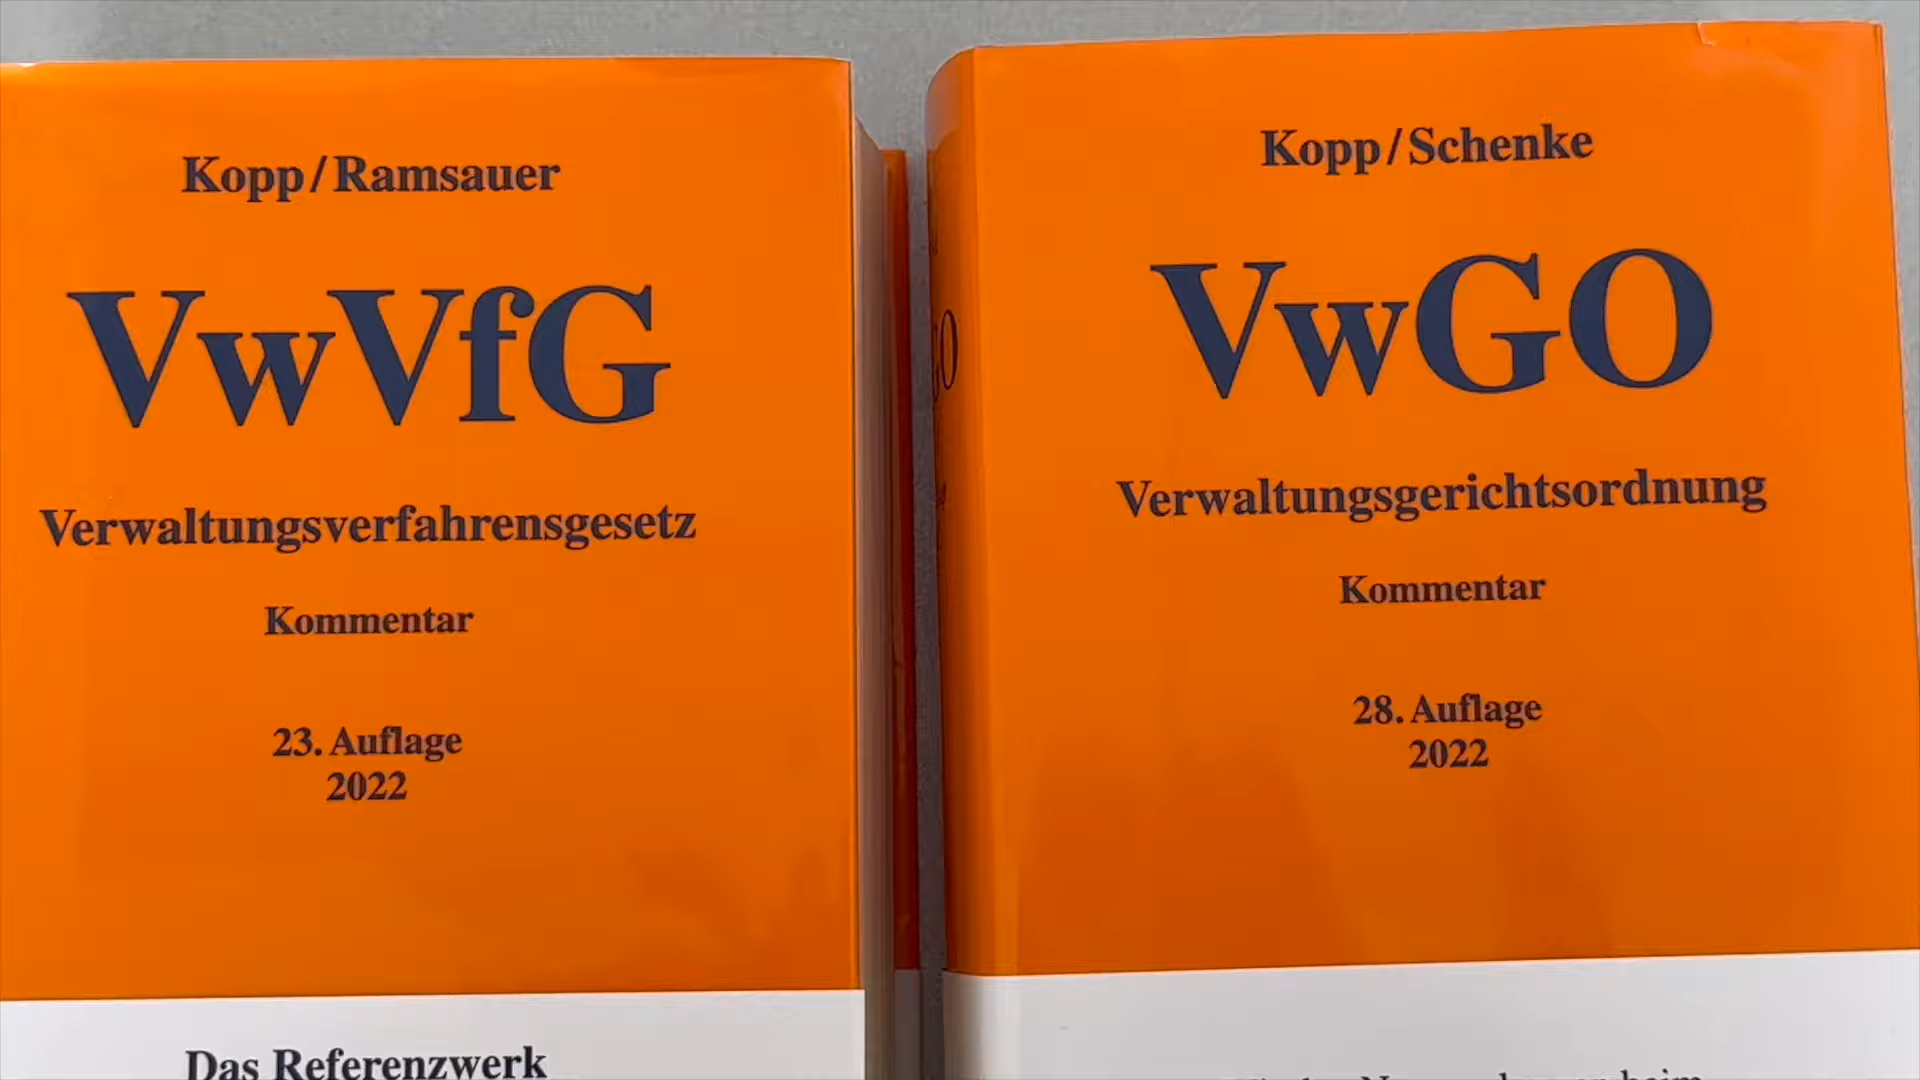 Kopp/Ramsauer
VwVfG
Verwaltungsverfahrensgesetz
Kommentar
23. Auflage
2022
Das Referenzwerk
Kopp/Schenke
VwGO
Verwaltungsgerichtsordnung
Kommentar
28. Auflage
2022